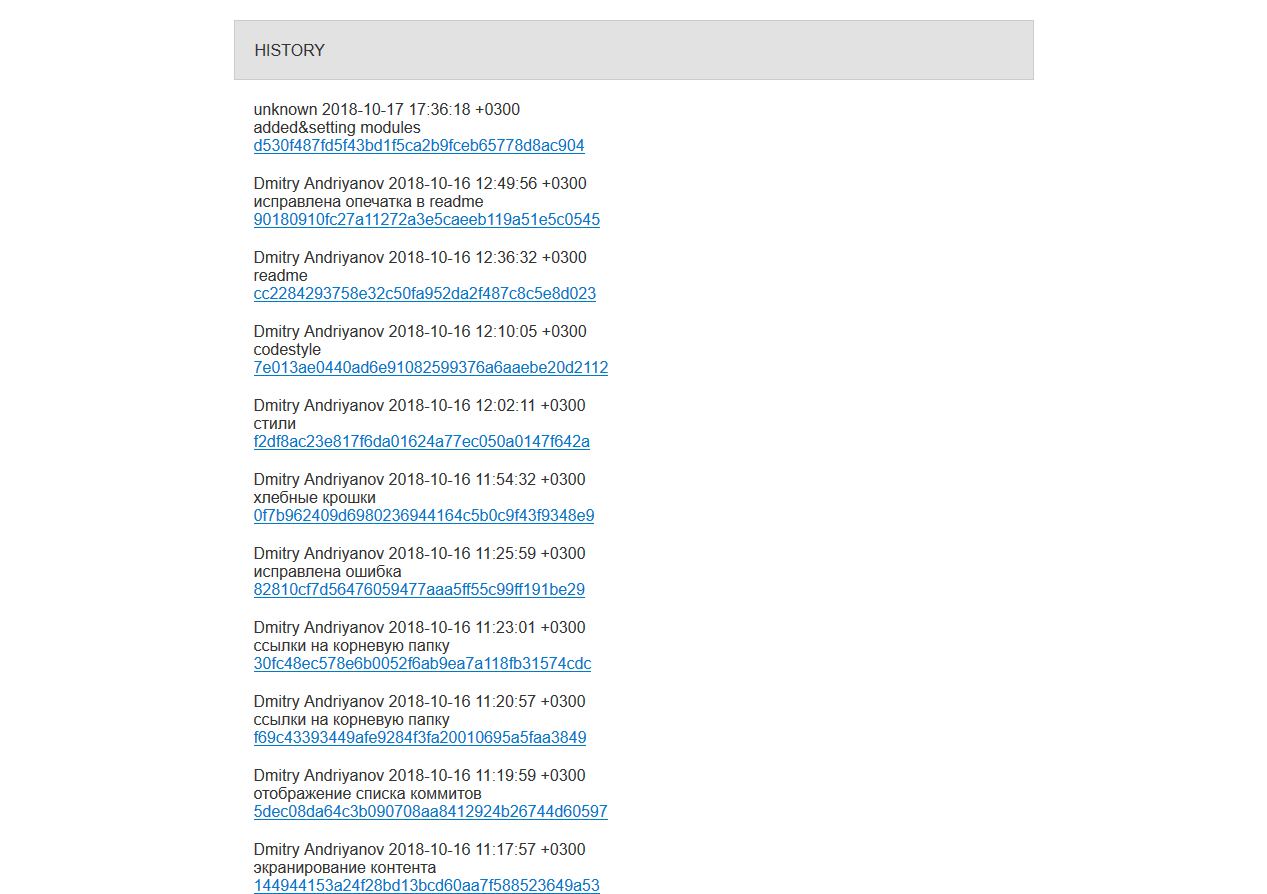 HISTORY
unknown 2018-10-17 17:36:18 +0300
added&setting modules
d530f487fd5f43bd1f5ca2b9fceb65778d8ac904
Dmitry Andriyanov 2018-10-16 12:49:56 +0300
исправлена опечатка в readme
90180910fc27a11272a3e5caeeb119a51e5c0545
Dmitry Andriyanov 2018-10-16 12:36:32 +0300
readme
cc2284293758e32c50fa952da2f487c8c5e8d023
Dmitry Andriyanov 2018-10-16 12:10:05 +0300
codestyle
7e013ae0440ad6e91082599376a6aaebe20d2112
Dmitry Andriyanov 2018-10-16 12:02:11 +0300
стили
f2df8ac23e817f6da01624a77ec050a0147f642a
Dmitry Andriyanov 2018-10-16 11:54:32 +0300
хлебные крошки
0f7b962409d6980236944164c5b0c9f43f9348e9
Dmitry Andriyanov 2018-10-16 11:25:59 +0300
исправлена ошибка
82810cf7d56476059477aaa5ff55c99ff191be29
Dmitry Andriyanov 2018-10-16 11:23:01 +0300
ссылки на корневую папку
30fc48ec578e6b0052f6ab9ea7a118fb31574cdc
Dmitry Andriyanov 2018-10-16 11:20:57 +0300
ссылки на корневую папку
f69c43393449afe9284f3fa20010695a5faa3849
Dmitry Andriyanov 2018-10-16 11:19:59 +0300
отображение списка коммитов
5dec08da64c3b090708aa8412924b26744d60597
Dmitry Andriyanov 2018-10-16 11:17:57 +0300
экранирование контента
144944153a24f28bd13bcd60aa7f588523649a53